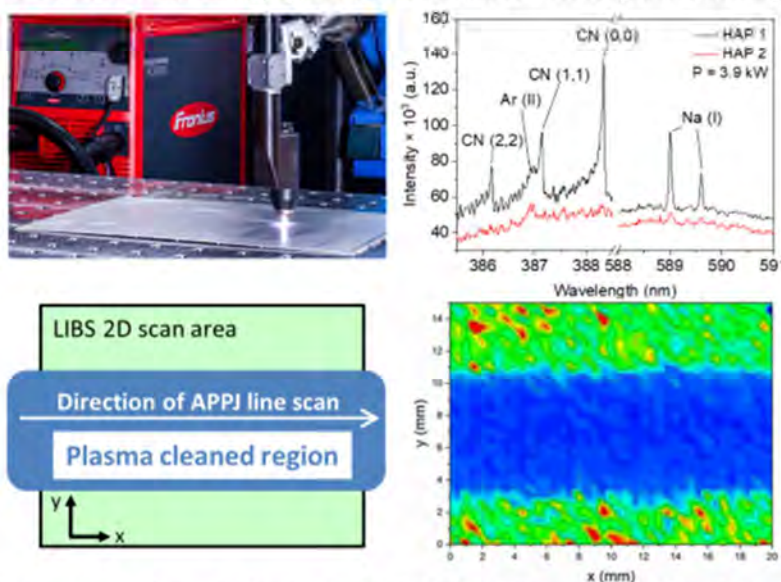 Fronius
160
140
120
100
80
60
40
Intensity × 10³ (a.u.)
CN (0,0)
HAP 1
HAP 2
P = 3.9 kW
CN (1,1)
Ar (II)
CN (2,2)
Na (I)
386 387 388 588 589 590 591
Wavelength (nm)
LIBS 2D scan area
Direction of APPJ line scan
Plasma cleaned region
y
x
14
12
10
8
6
4
2
0
y (mm)
0 2 4 6 8 10 12 14 16 18 20
x (mm)